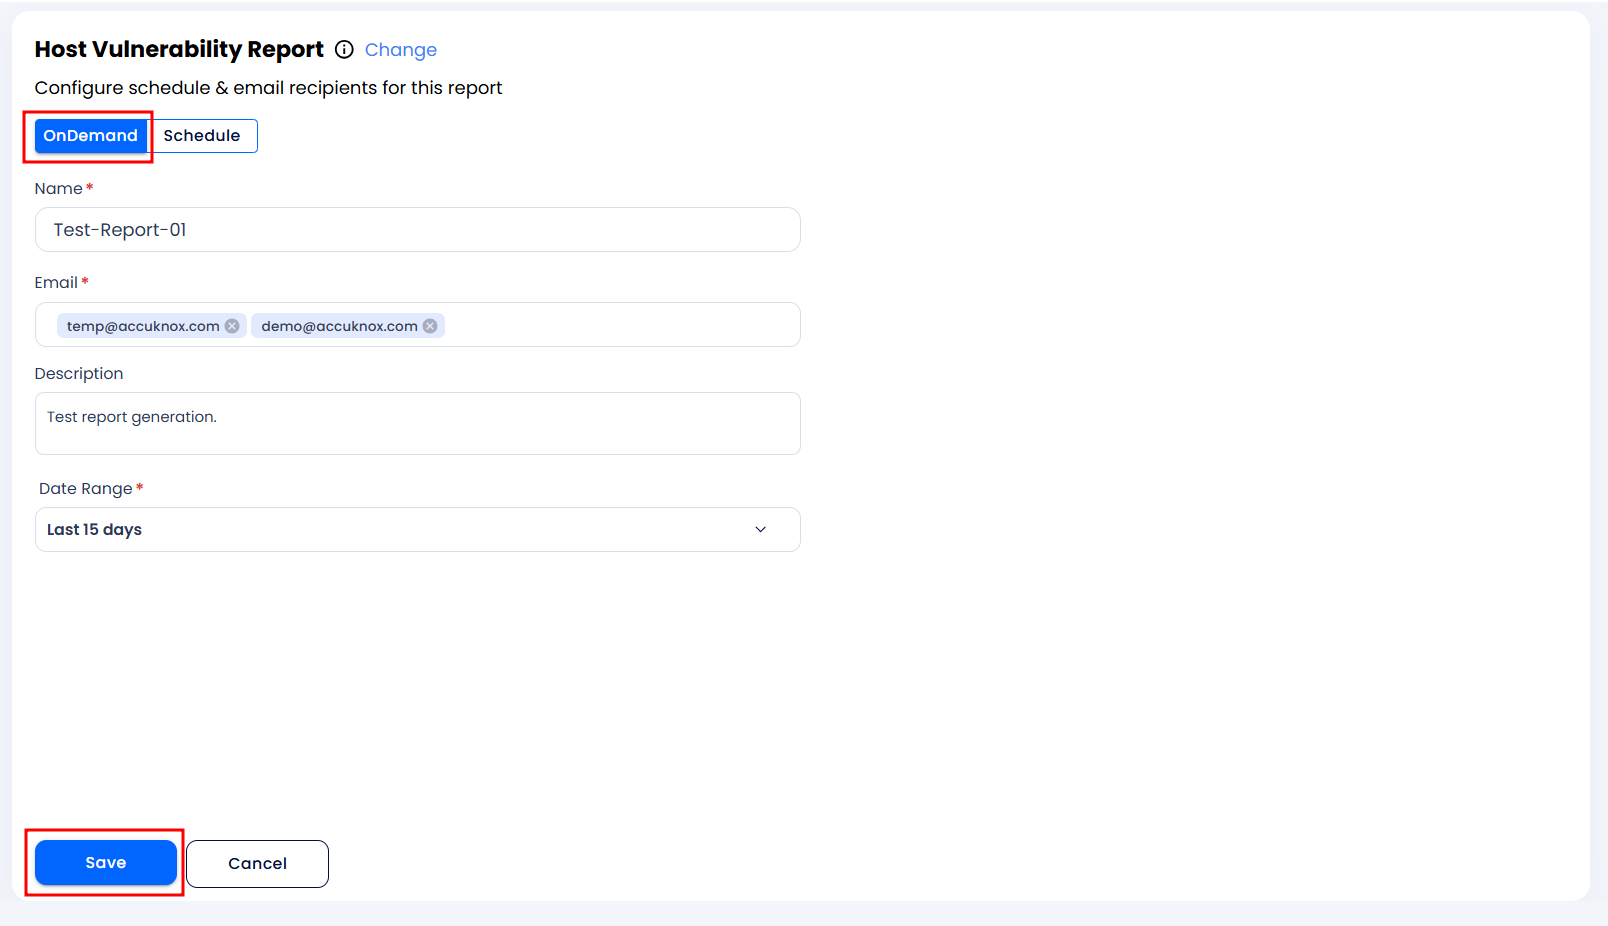 Host Vulnerability Report Change
Configure schedule & email recipients for this report
OnDemand Schedule
Name*
Test-Report-01
Email*
temp@accuknox.com demo@accuknox.com
Description
Test report generation.
Date Range*
Last 15 days
Save Cancel